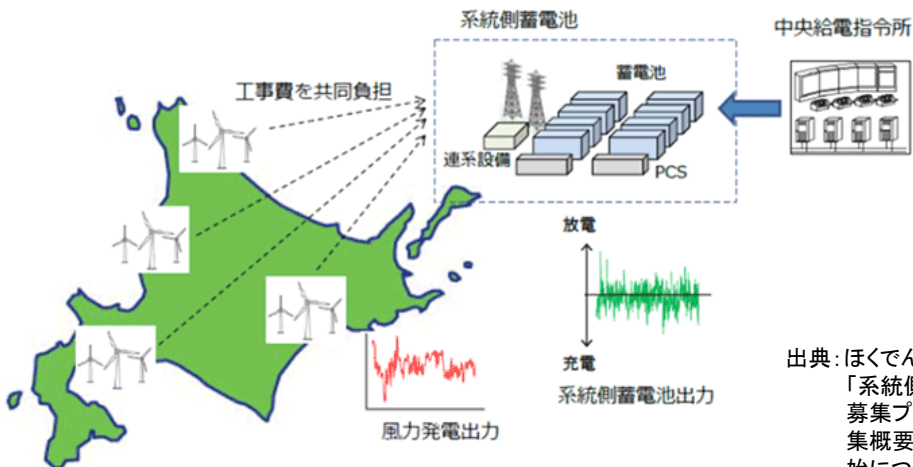 系統側蓄電池
中央給電指令所
工事費を共同負担
蓄電池
連系設備
PCS
放電
充電
系統側蓄電池出力
風力発電出力
出典：ほくでん
「系統側
募集プ
集概要
始につ